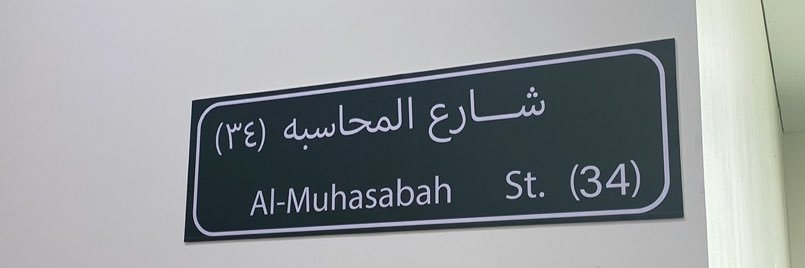 شـــارع المحاسبه (٣٤)
Al-Muhasabah St. (34)